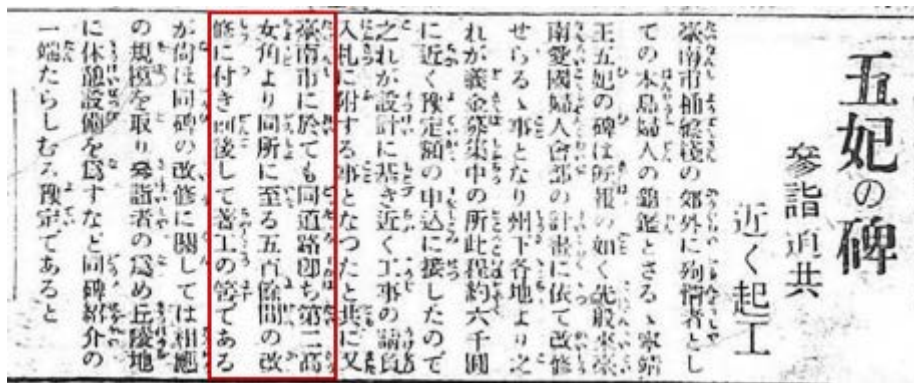 五妃の碑
參詣道共
近く起工
臺南市桶盤棧の郊外に殉情者とし
ての本島婦人の龜鑑とさるゝ寧靖
王五妃の碑は所報の如く先般來臺
南愛國婦人會部の計畫に依て改修
せらるゝ事となり州下各地より之
れが義金募集中の所此程約六千圓
に近く豫定額の申込に接したので
之れが設計に基き近く工事の請負
入札に附する事となつたと共に又
臺南市に於ても同道路卽ち第二高
女角より同所に至る五百餘間の改
修に付き前後して著工の筈である
が尙ほ同碑の改修に關しては相應
の規模を取り參詣者の爲め丘陵地
に休憩設備を爲すなど同碑紹介の
一端たらしむる豫定であると